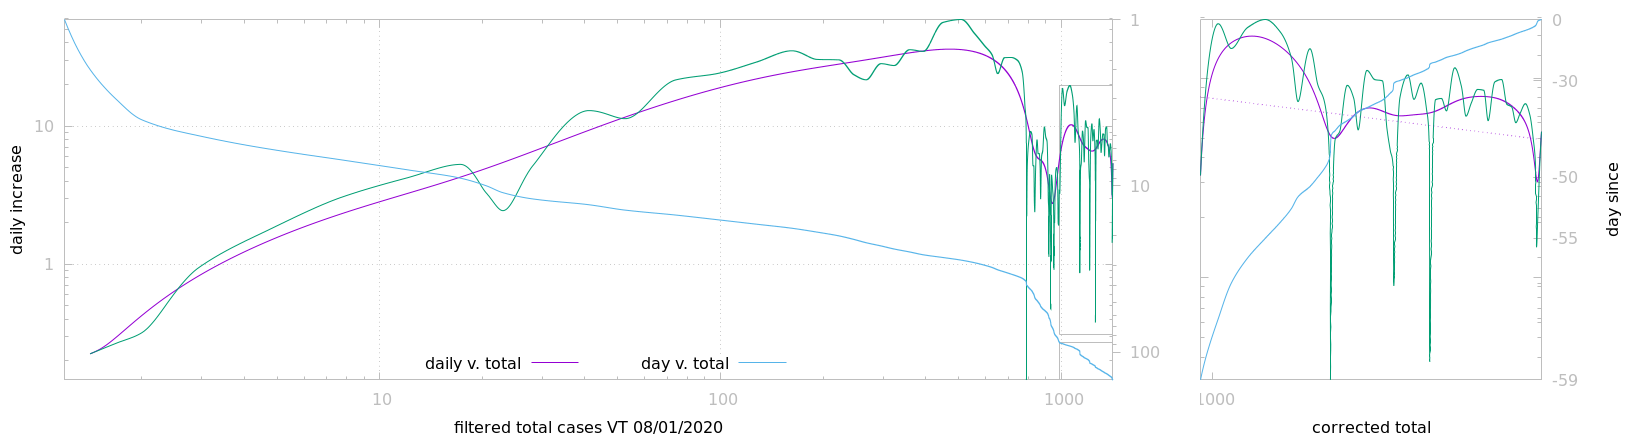 daily increase
10
1
daily v. total
day v. total
10
100
1000
filtered total cases VT 08/01/2020
1
10
100
1000
corrected total
0
-30
-50
-55
-59
day since